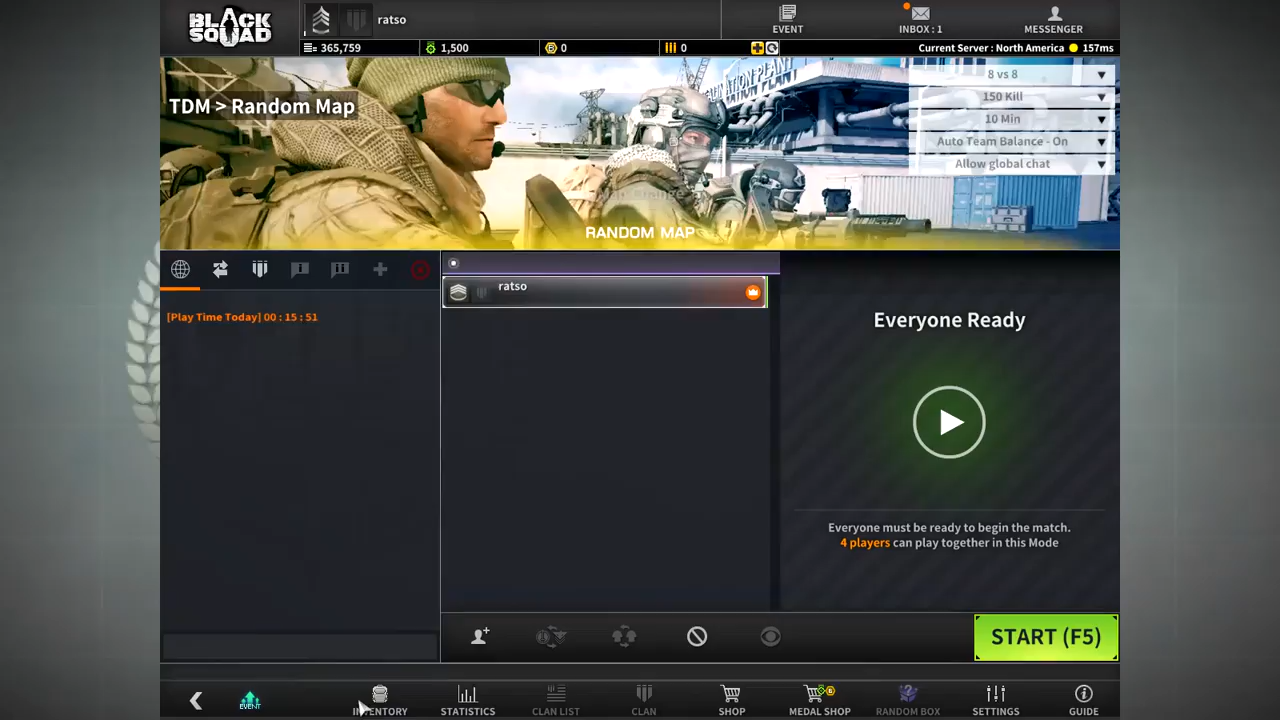 BLACK SQUAD
ratso
EVENT
INBOX : 1
MESSENGER
365,759
1,500
0
0
Current Server : North America 157ms
TDM > Random Map
8 vs 8
150 Kill
10 Min
Auto Team Balance - On
Allow global chat
RANDOM MAP
[Play Time Today] 00 : 15 : 51
ratso
Everyone Ready
Everyone must be ready to begin the match.
4 players can play together in this Mode
START (F5)
EVENT
INVENTORY
STATISTICS
CLAN LIST
CLAN
SHOP
MEDAL SHOP
RANDOM BOX
SETTINGS
GUIDE